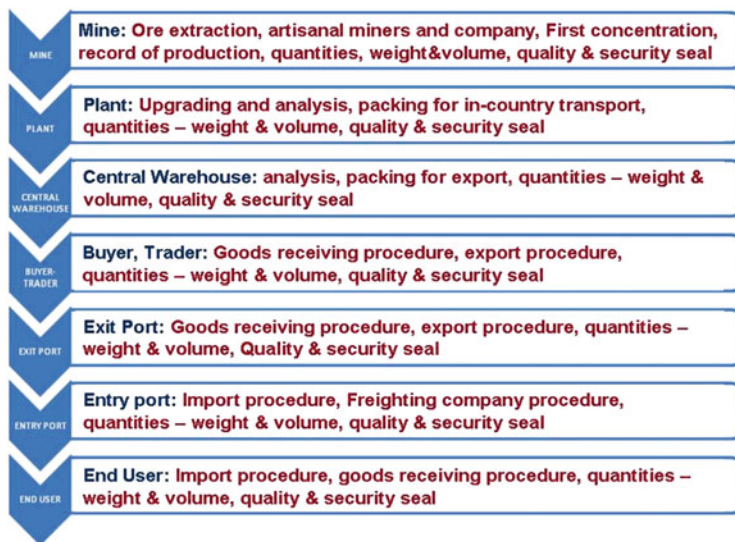 MINE
Mine: Ore extraction, artisanal miners and company, First concentration,
record of production, quantities, weight&volume, quality & security seal
PLANT
Plant: Upgrading and analysis, packing for in-country transport,
quantities – weight & volume, quality & security seal
CENTRAL
WAREHOUSE
Central Warehouse: analysis, packing for export, quantities – weight &
volume, quality & security seal
BUYER-
TRADER
Buyer, Trader: Goods receiving procedure, export procedure,
quantities – weight & volume, quality & security seal
EXIT PORT
Exit Port: Goods receiving procedure, export procedure, quantities –
weight & volume, Quality & security seal
ENTRY PORT
Entry port: Import procedure, Freighting company procedure,
quantities – weight & volume, quality & security seal
END USER
End User: Import procedure, goods receiving procedure, quantities –
weight & volume, quality & security seal